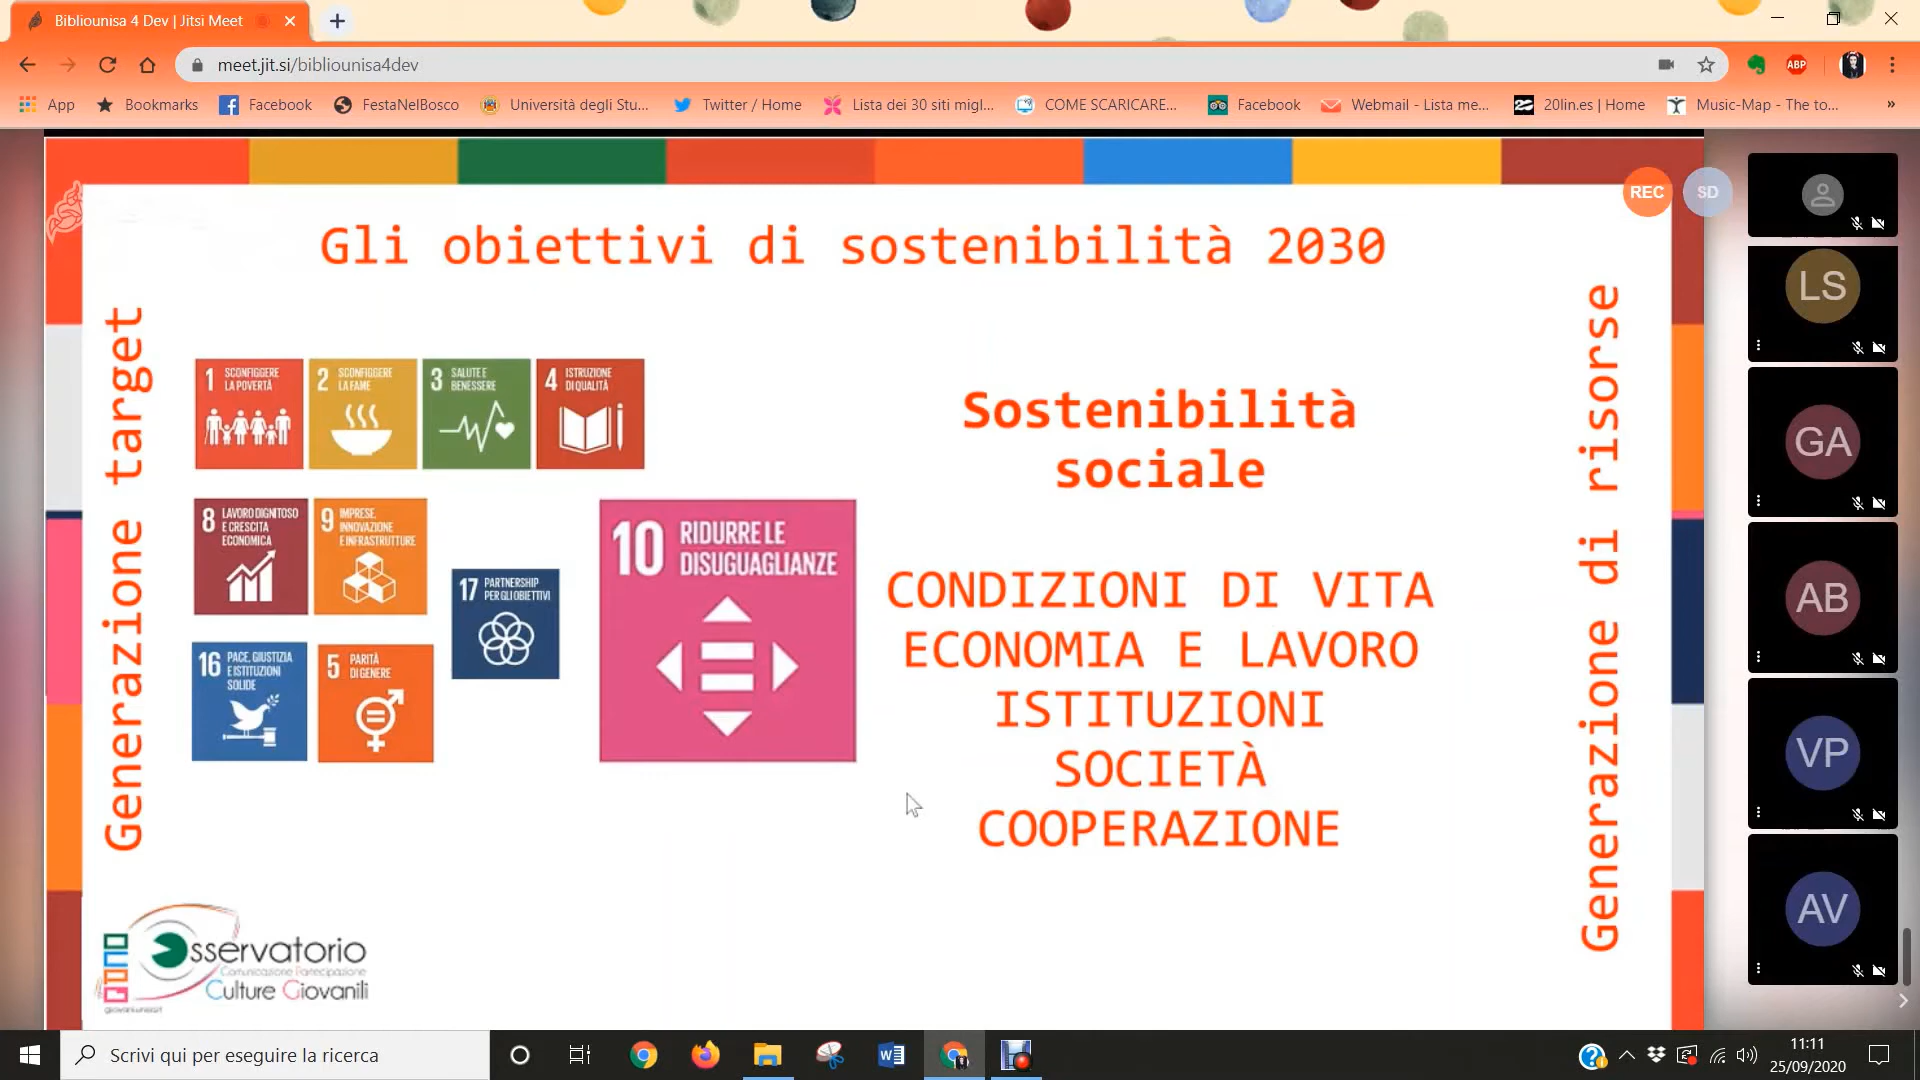 Bibliounisa 4 Dev | Jitsi Meet
meet.jit.si/bibliounisa4dev
ABP
App
Bookmarks
Facebook
FestaNelBosco
Università degli Stu...
Twitter / Home
Lista dei 30 siti migl...
COME SCARICARE...
Facebook
Webmail - Lista me...
20lin.es | Home
Music-Map - The to...
»
REC
SD
Gli obiettivi di sostenibilità 2030
Generazione target
1 SCONFIGGERE
LA POVERTÀ
2 SCONFIGGERE
LA FAME
3 SALUTE E
BENESSERE
4 ISTRUZIONE
DI QUALITÀ
8 LAVORO DIGNITOSO
E CRESCITA
ECONOMICA
9 IMPRESE,
INNOVAZIONE
E INFRASTRUTTURE
17 PARTNERSHIP
PER GLI OBIETTIVI
16 PACE, GIUSTIZIA
E ISTITUZIONI
SOLIDE
5 PARITÀ
DI GENERE
10 RIDURRE LE
DISUGUAGLIANZE
Sostenibilità
sociale
CONDIZIONI DI VITA
ECONOMIA E LAVORO
ISTITUZIONI
SOCIETÀ
COOPERAZIONE
Generazione di risorse
Osservatorio
Comunicazione Partecipazione
Culture Giovanili
LS
GA
AB
VP
AV
Scrivi qui per eseguire la ricerca
11:11
25/09/2020